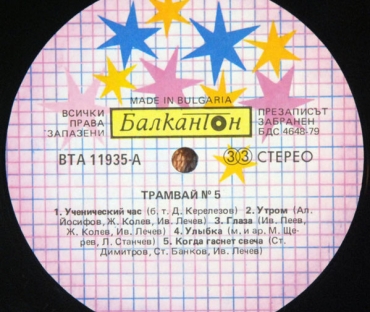 MADE IN BULGARIA
ВСИЧКИ
ПРАВА
ЗАПАЗЕНИ
Балкантон
ПРЕЗАПИСЪТ
ЗАБРАНЕН
БДС 4648-79
ВТА 11935-А
33 СТЕРЕО
ТРАМВАЙ № 5
1. Ученический час (б. т. Д. Керелезов) 2. Утром (Ал.
Йосифов, Ж. Колев, Ив. Лечев) 3. Глаза (Ив. Пеев,
Ж. Колев, Ив. Лечев) 4. Улыбка (м. и ар. М. Ще-
рев, Л. Станчев)
5. Когда гаснет свеча (Ст.
Димитров, Ст. Банков, Ив. Лечев)